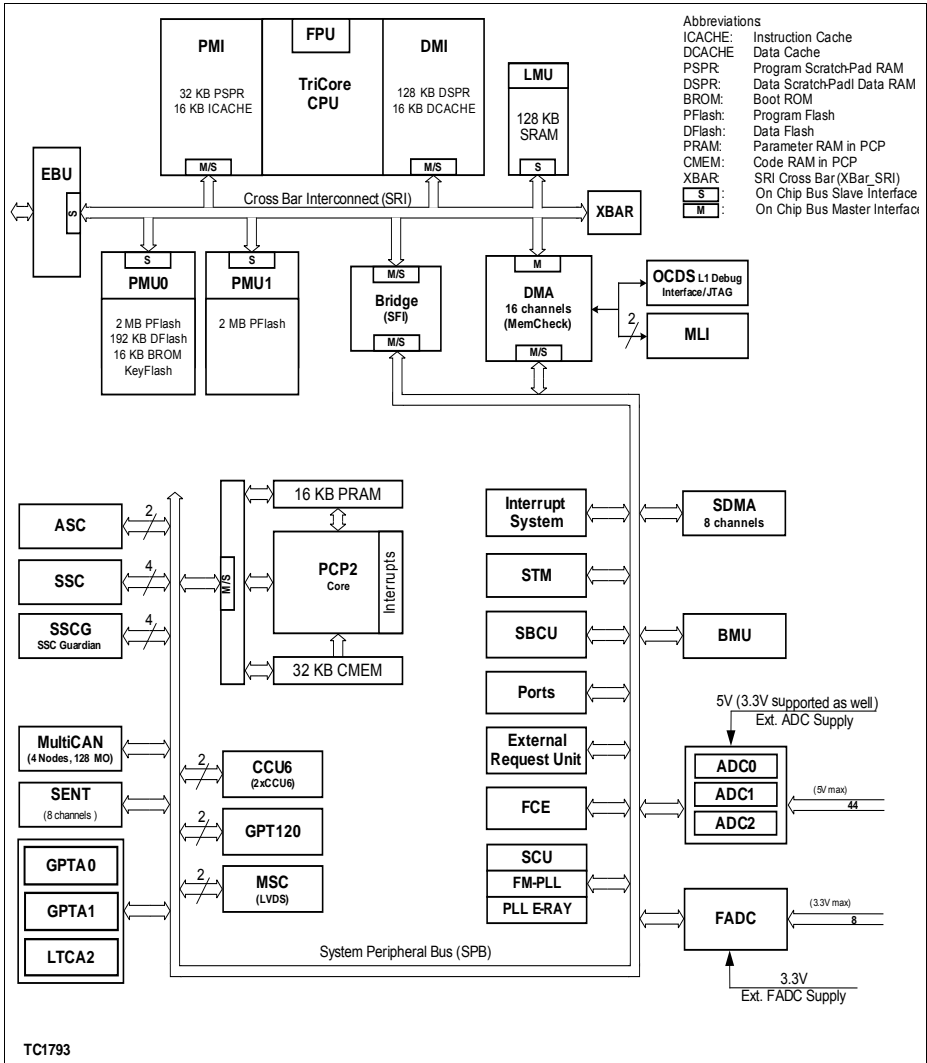 PMI
32 KB PSPR
16 KB ICACHE
M/S
FPU
TriCore
CPU
DMI
128 KB DSPR
16 KB DCACHE
M/S
LMU
128 KB
SRAM
S
Abbreviations:
ICACHE: Instruction Cache
DCACHE Data Cache
PSPR: Program Scratch-Pad RAM
DSPR: Data Scratch-Padl Data RAM
BROM: Boot ROM
PFlash: Program Flash
DFlash: Data Flash
PRAM: Parameter RAM in PCP
CMEM: Code RAM in PCP
XBAR: SRI Cross Bar (XBar_SRI)
S : On Chip Bus Slave Interface
M : On Chip Bus Master Interface
EBU
S
Cross Bar Interconnect (SRI)
XBAR
S
PMU0
2 MB PFlash
192 KB DFlash
16 KB BROM
KeyFlash
S
PMU1
2 MB PFlash
M/S
Bridge
(SFI)
M/S
M
DMA
16 channels
(MemCheck)
M/S
OCDS L1 Debug
Interface/JTAG
2
MLI
ASC
2
SSC
4
SSCG
SSC Guardian
4
M/S
16 KB PRAM
PCP2
Core
Interrupts
32 KB CMEM
Interrupt
System
SDMA
8 channels
STM
SBCU
BMU
Ports
External
Request Unit
FCE
SCU
FM-PLL
PLL E-RAY
5V (3.3V supported as well)
Ext. ADC Supply
ADC0
ADC1
ADC2
(5V max)
44
FADC
(3.3V max)
8
3.3V
Ext. FADC Supply
MultiCAN
(4 Nodes, 128 MO)
SENT
(8 channels )
GPTA0
GPTA1
LTCA2
2
CCU6
(2xCCU6)
2
GPT120
2
MSC
(LVDS)
System Peripheral Bus (SPB)
TC1793